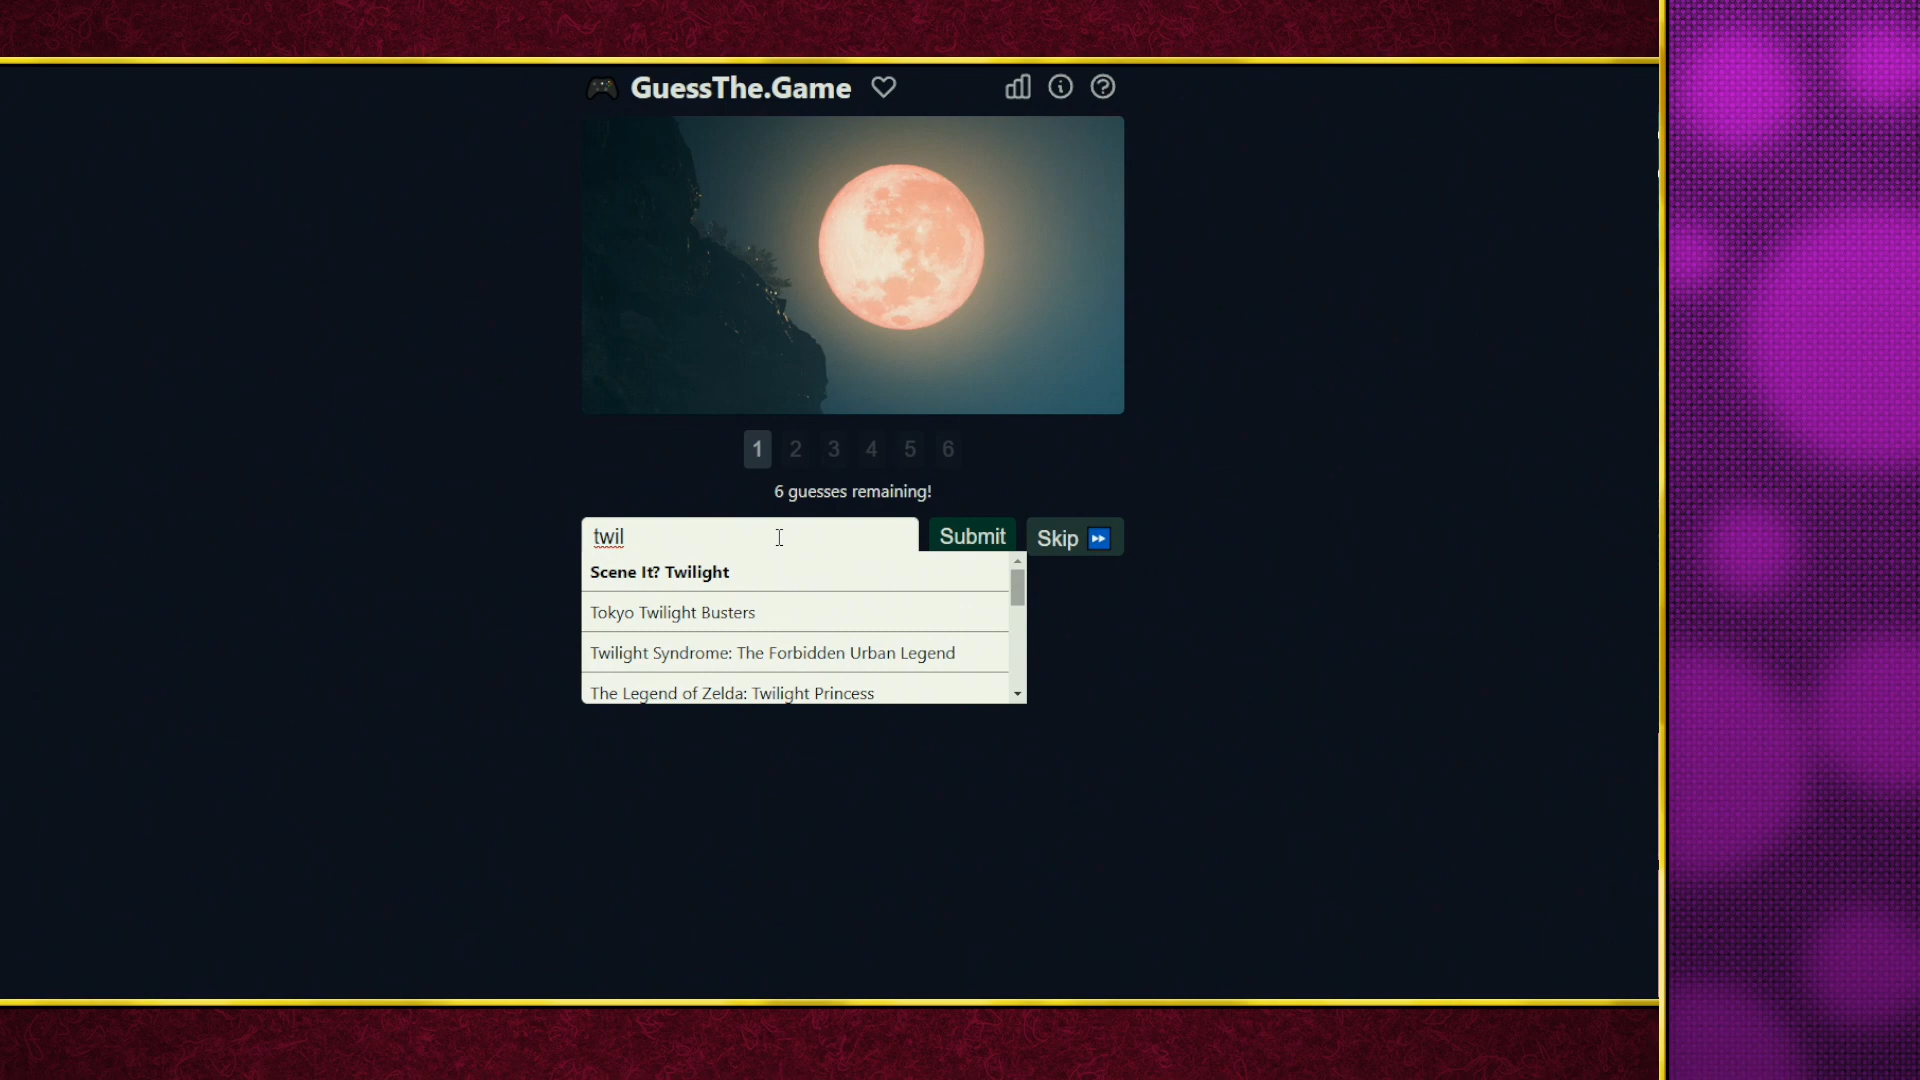 GuessThe.Game
1 2 3 4 5 6
6 guesses remaining!
twil
Submit
Skip
Scene It? Twilight
Tokyo Twilight Busters
Twilight Syndrome: The Forbidden Urban Legend
The Legend of Zelda: Twilight Princess